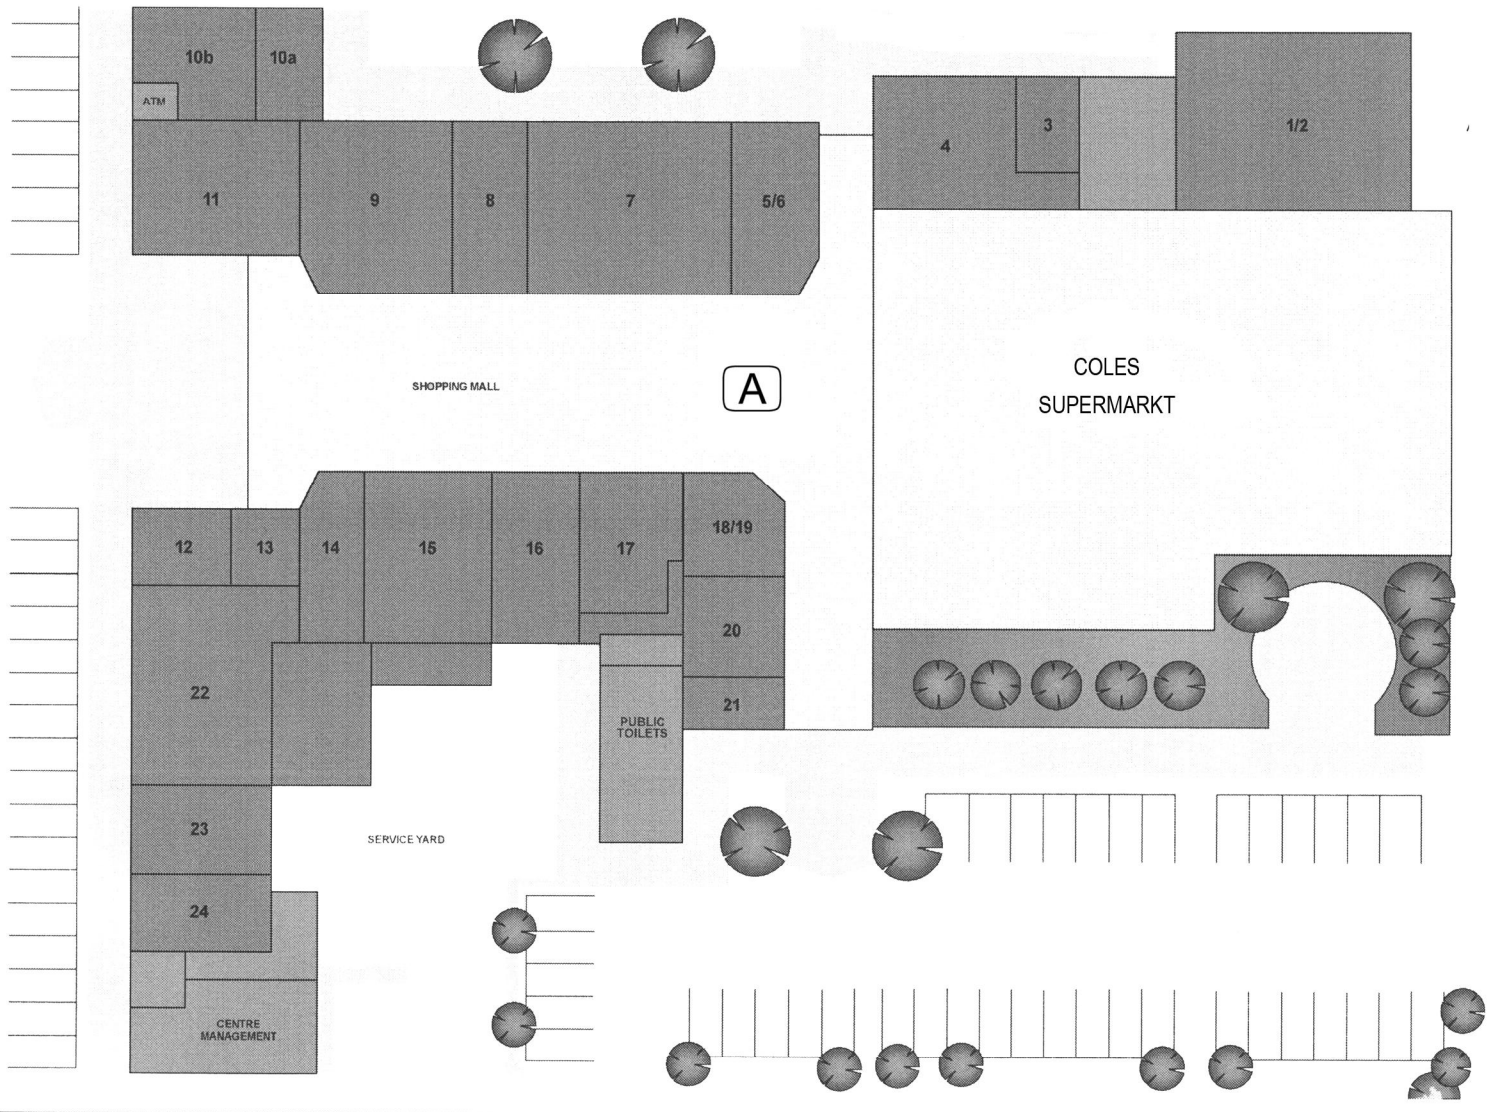 10b
10a
ATM
3
1/2
4
11
9
8
7
5/6
COLES
SUPERMARKT
SHOPPING MALL
A
18/19
12
13
14
15
16
17
20
22
21
PUBLIC
TOILETS
23
SERVICE YARD
24
CENTRE
MANAGEMENT